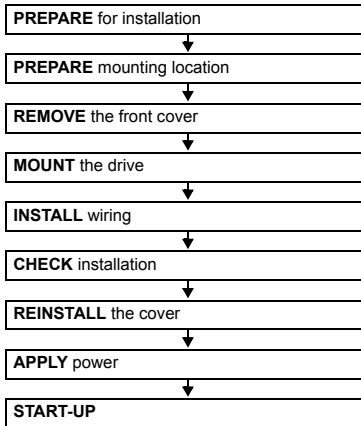 PREPARE for installation
PREPARE mounting location
REMOVE the front cover
MOUNT the drive
INSTALL wiring
CHECK installation
REINSTALL the cover
APPLY power
START-UP